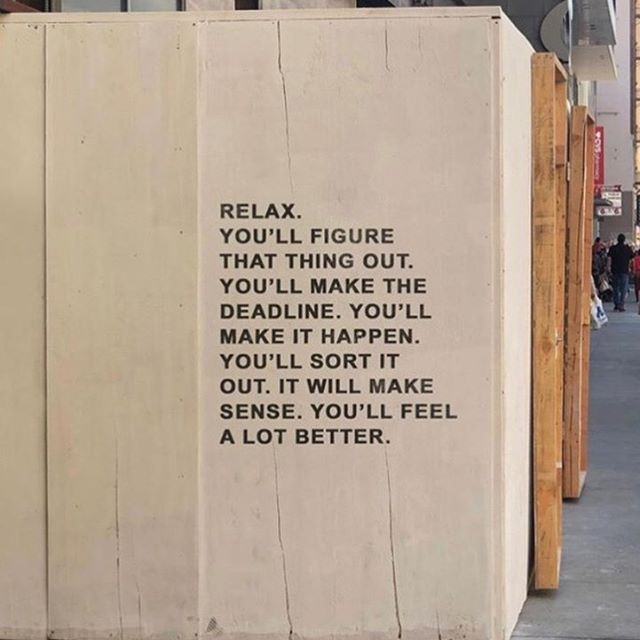 RELAX.
YOU'LL FIGURE
THAT THING OUT.
YOU'LL MAKE THE
DEADLINE. YOU'LL
MAKE IT HAPPEN.
YOU'LL SORT IT
OUT. IT WILL MAKE
SENSE. YOU'LL FEEL
A LOT BETTER.